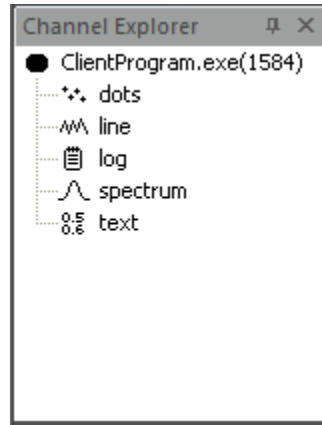 Channel Explorer
ClientProgram.exe(1584)
dots
line
log
spectrum
text